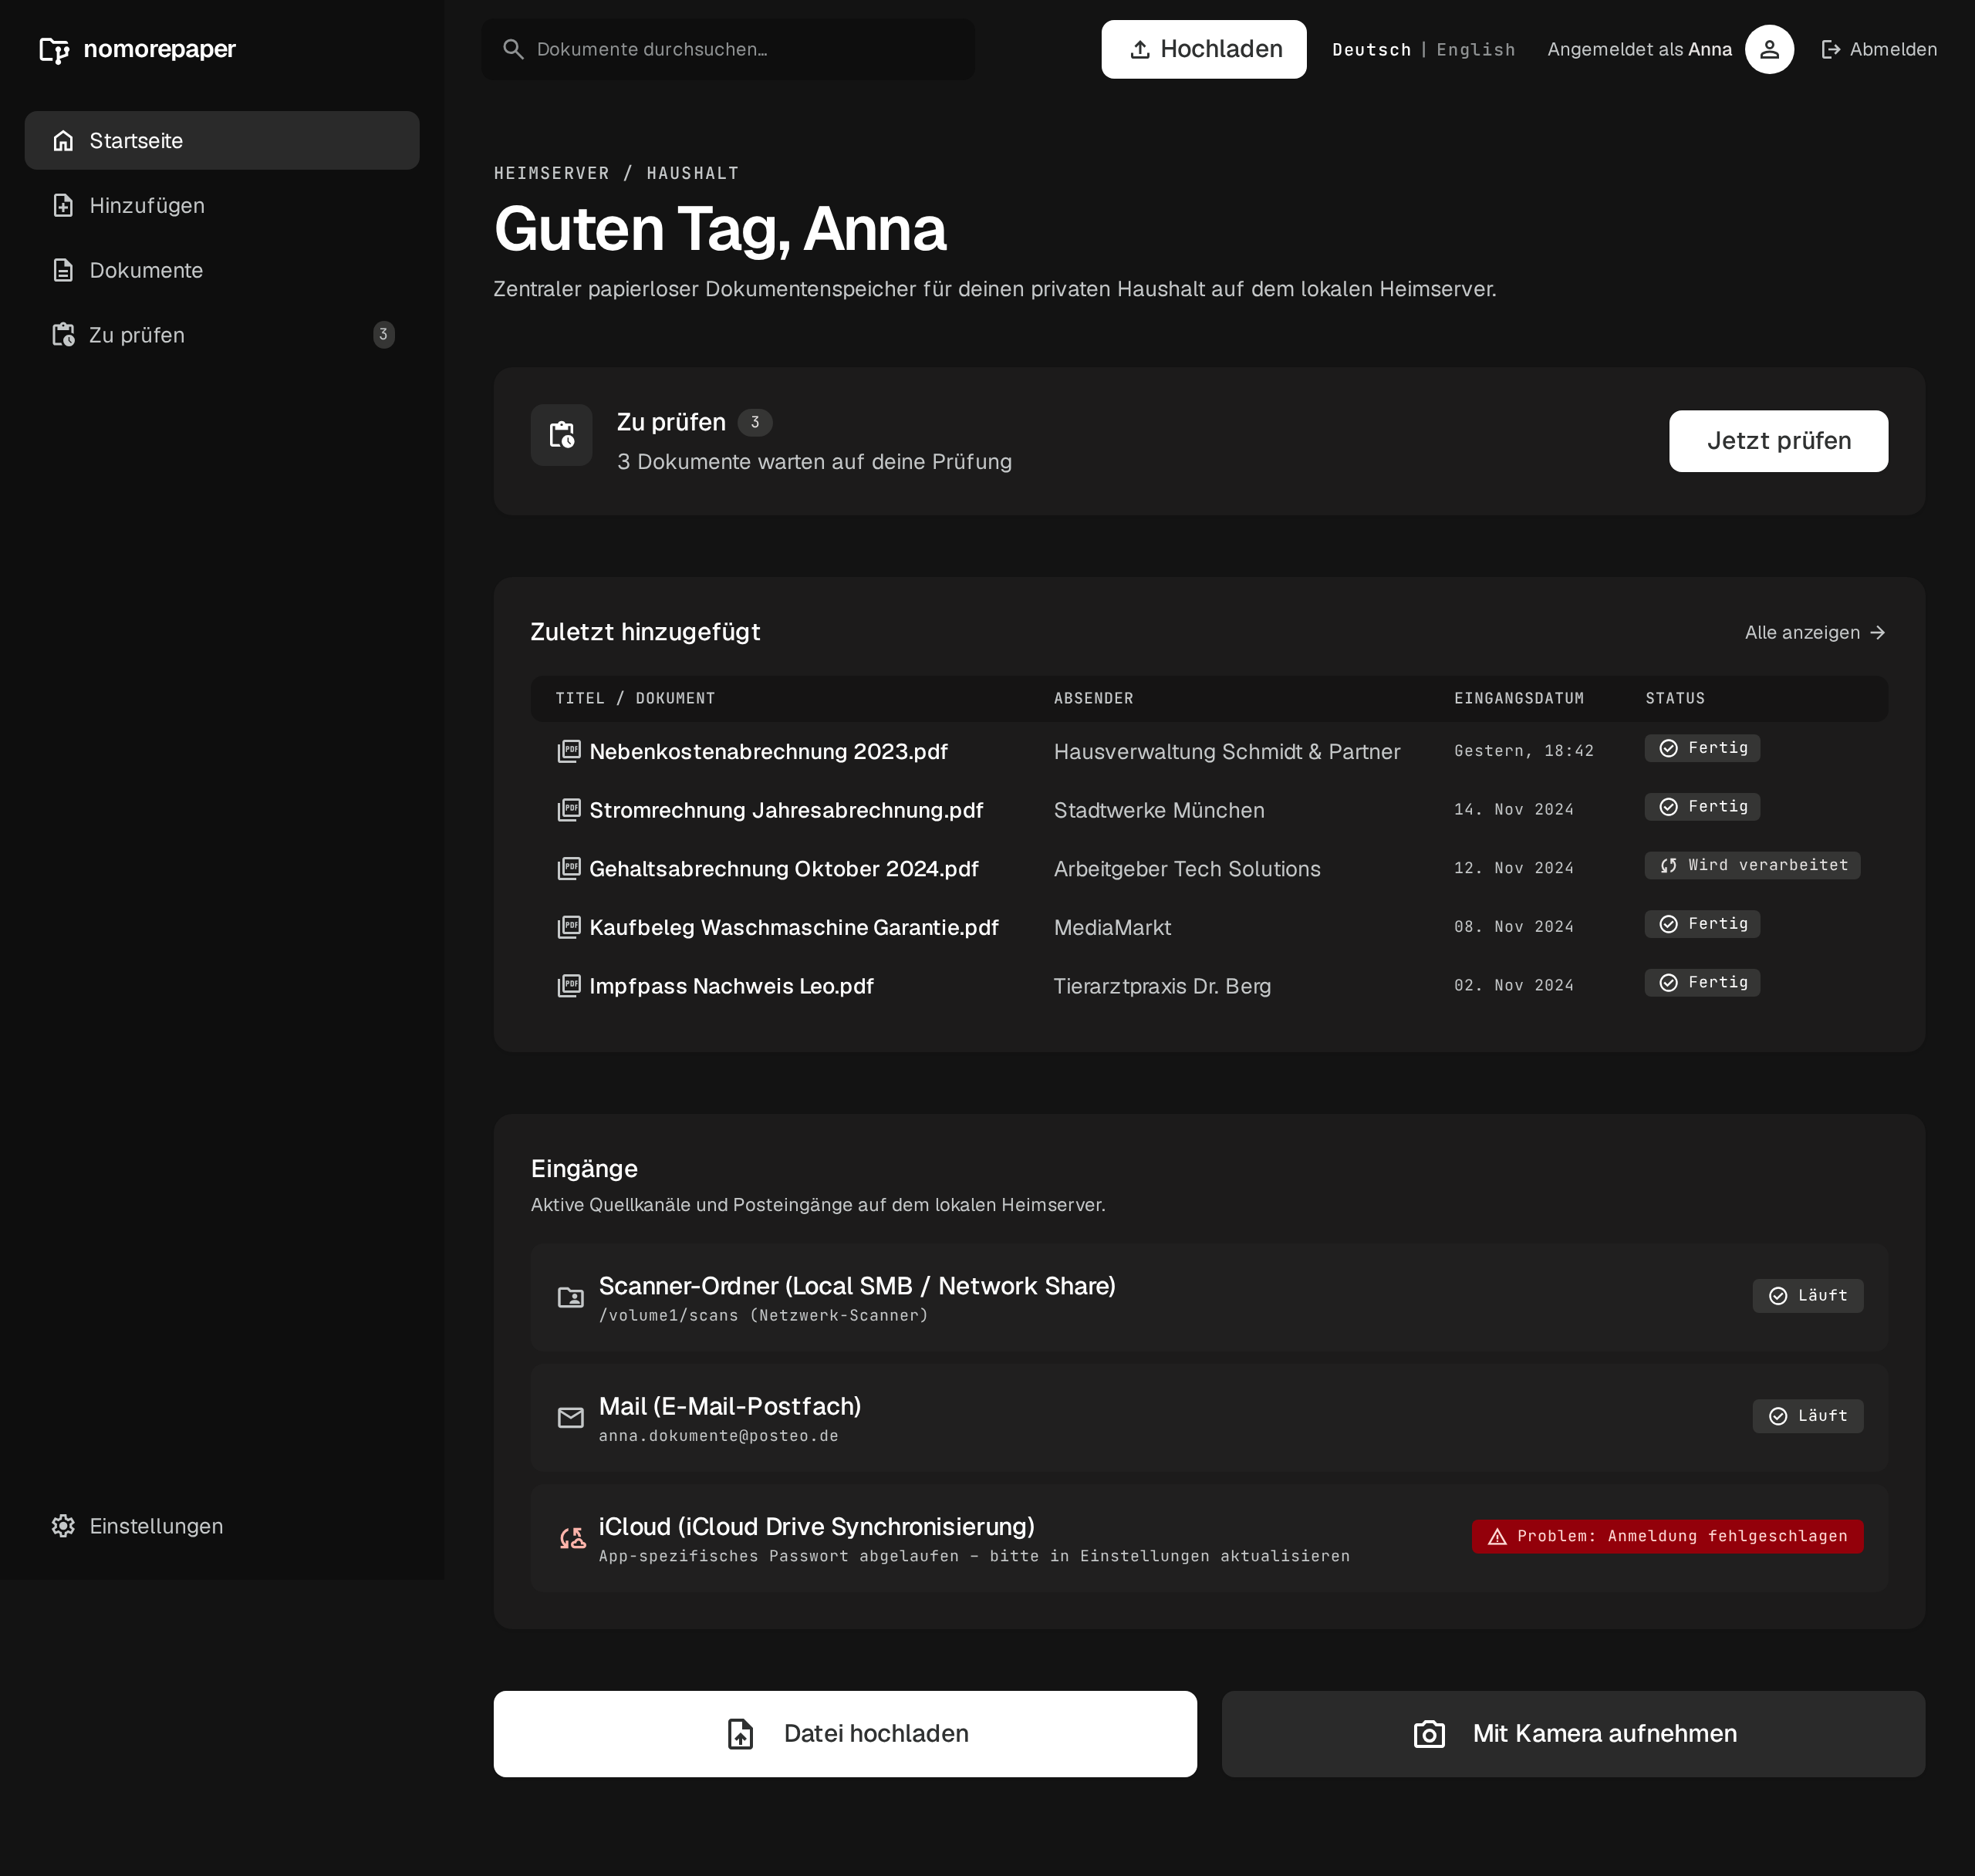 nomorepaper
Dokumente durchsuchen...
Hochladen
Deutsch | English
Angemeldet als Anna
Abmelden
Startseite
Hinzufügen
Dokumente
Zu prüfen 3
Einstellungen
HEIMSERVER / HAUSHALT
Guten Tag, Anna
Zentraler papierloser Dokumentenspeicher für deinen privaten Haushalt auf dem lokalen Heimserver.
Zu prüfen 3
3 Dokumente warten auf deine Prüfung
Jetzt prüfen
Zuletzt hinzugefügt
Alle anzeigen →
TITEL / DOKUMENT ABSENDER EINGANGSDATUM STATUS
PDF Nebenkostenabrechnung 2023.pdf Hausverwaltung Schmidt & Partner Gestern, 18:42 Fertig
PDF Stromrechnung Jahresabrechnung.pdf Stadtwerke München 14. Nov 2024 Fertig
PDF Gehaltsabrechnung Oktober 2024.pdf Arbeitgeber Tech Solutions 12. Nov 2024 Wird verarbeitet
PDF Kaufbeleg Waschmaschine Garantie.pdf MediaMarkt 08. Nov 2024 Fertig
PDF Impfpass Nachweis Leo.pdf Tierarztpraxis Dr. Berg 02. Nov 2024 Fertig
Eingänge
Aktive Quellkanäle und Posteingänge auf dem lokalen Heimserver.
Scanner-Ordner (Local SMB / Network Share)
/volume1/scans (Netzwerk-Scanner)
Läuft
Mail (E-Mail-Postfach)
anna.dokumente@posteo.de
Läuft
iCloud (iCloud Drive Synchronisierung)
App-spezifisches Passwort abgelaufen – bitte in Einstellungen aktualisieren
Problem: Anmeldung fehlgeschlagen
Datei hochladen
Mit Kamera aufnehmen